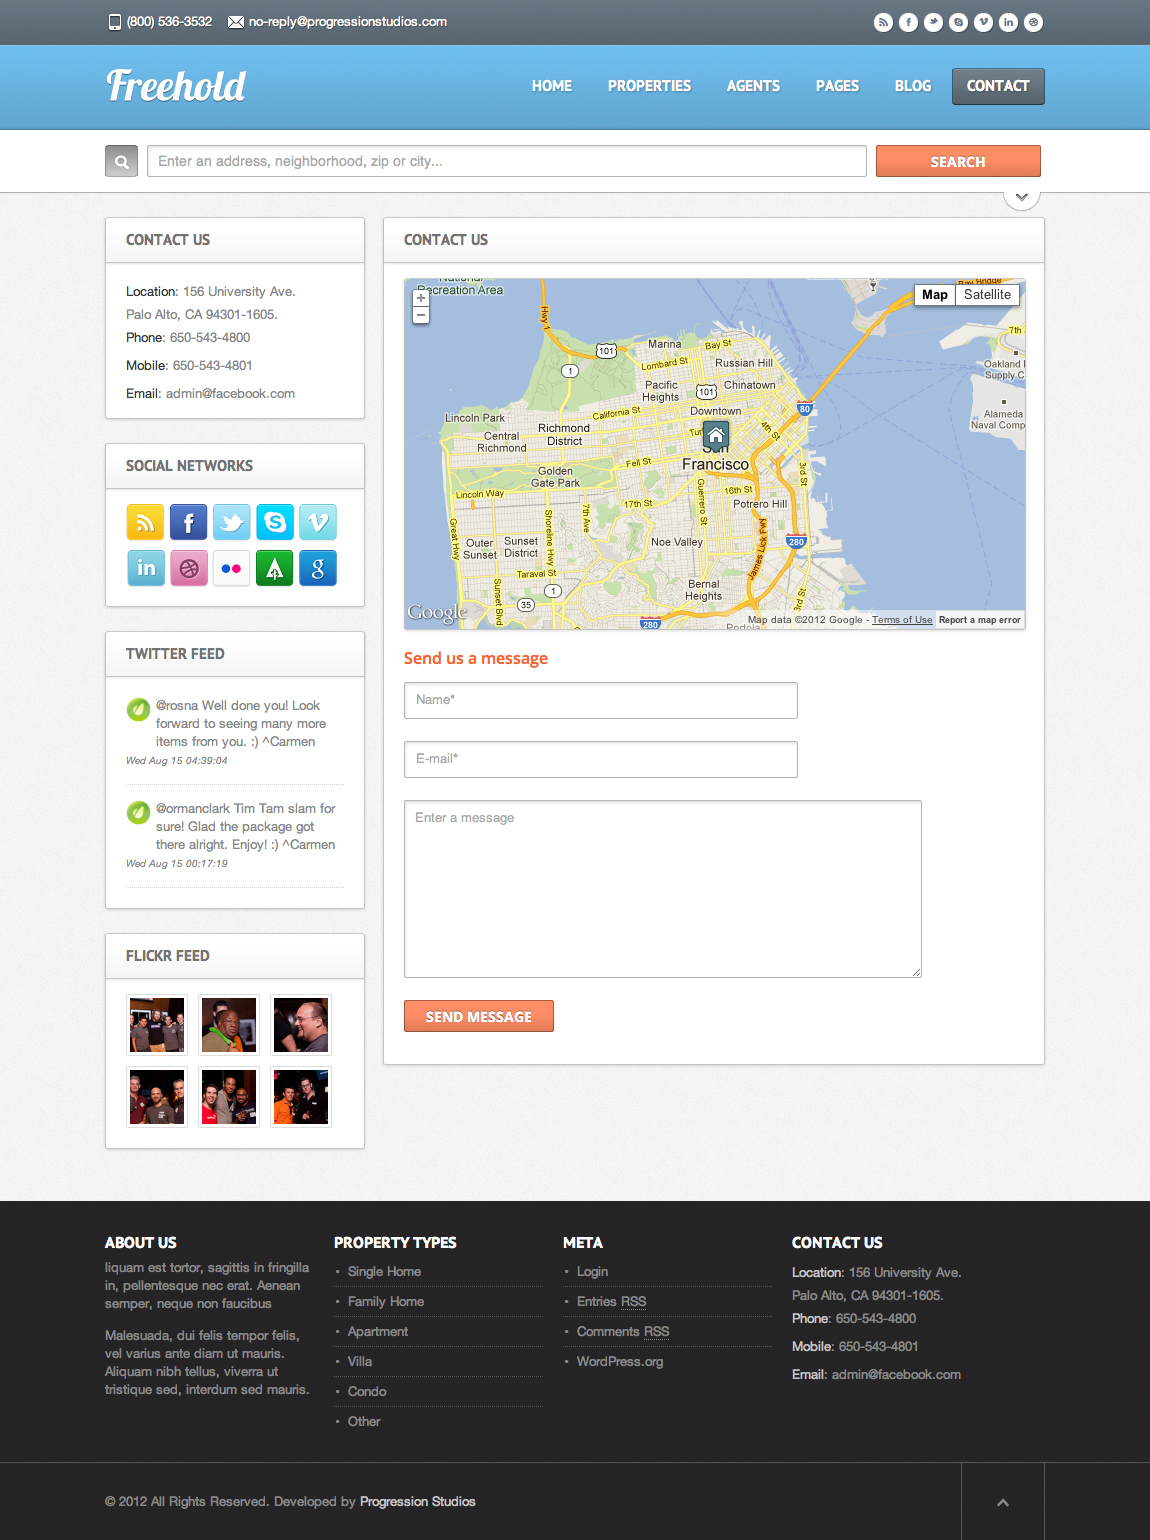 (800) 536-3532 no-reply@progressionstudios.com
Freehold
HOME PROPERTIES AGENTS PAGES BLOG CONTACT
Enter an address, neighborhood, zip or city... SEARCH
CONTACT US
Location: 156 University Ave.
Palo Alto, CA 94301-1605.
Phone: 650-543-4800
Mobile: 650-543-4801
Email: admin@facebook.com
SOCIAL NETWORKS
TWITTER FEED
@rosna Well done you! Look
forward to seeing many more
items from you. :) ^Carmen
Wed Aug 15 04:39:04
@ormanclark Tim Tam slam for
sure! Glad the package got
there alright. Enjoy! :) ^Carmen
Wed Aug 15 00:17:19
FLICKR FEED
CONTACT US
Recreation Area
Map Satellite
Hwy 1
101
Marina
Bay St
Lombard St
Russian Hill
1
Pacific
Heights
101
Chinatown
Oakland
Supply C
7th
Downtown
80
California St
Lincoln Park
Richmond
District
Central
Richmond
4th St
Alameda
Naval Comp
San
Francisco
Fell St
Golden
Gate Park
3rd St
Lincoln Way
16th St
Guerrero St
17th St
Potrero Hill
7th Ave
Great Hwy
Shoreline Hwy
Outer
Sunset
Sunset
District
Noe Valley
280
James Lick Fwy
Taraval St
Sunset Blvd
1
35
Bernal
Heights
3rd St
280
Portola
Google
Map data ©2012 Google - Terms of Use Report a map error
Send us a message
Name*
E-mail*
Enter a message
SEND MESSAGE
ABOUT US
liquam est tortor, sagittis in fringilla
in, pellentesque nec erat. Aenean
semper, neque non faucibus
Malesuada, dui felis tempor felis,
vel varius ante diam ut mauris.
Aliquam nibh tellus, viverra ut
tristique sed, interdum sed mauris.
PROPERTY TYPES
• Single Home
• Family Home
• Apartment
• Villa
• Condo
• Other
META
• Login
• Entries RSS
• Comments RSS
• WordPress.org
CONTACT US
Location: 156 University Ave.
Palo Alto, CA 94301-1605.
Phone: 650-543-4800
Mobile: 650-543-4801
Email: admin@facebook.com
© 2012 All Rights Reserved. Developed by Progression Studios